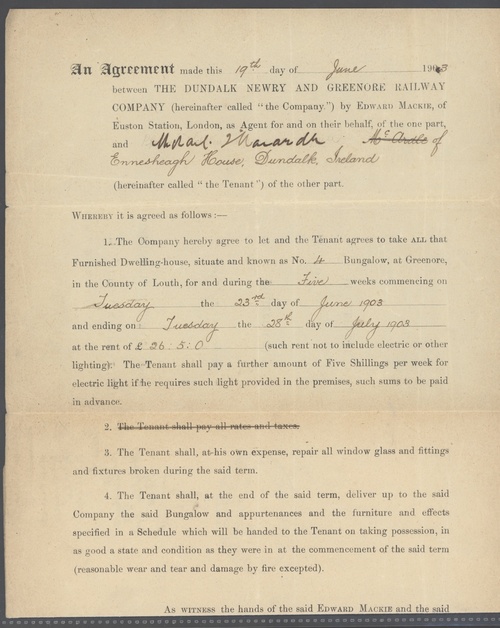 An Agreement made this 19th day of June 1903
between THE DUNDALK NEWRY AND GREENORE RAILWAY
COMPANY (hereinafter called "the Company.") by EDWARD MACKIE, of
Euston Station, London, as Agent for and on their behalf, of the one part,
and Mc Ardle of
Ennesheagh House, Dundalk, Ireland
(hereinafter called "the Tenant") of the other part.
WHEREBY it is agreed as follows:—
1. The Company hereby agree to let and the Tenant agrees to take ALL that
Furnished Dwelling-house, situate and known as No. 4 Bungalow, at Greenore,
in the County of Louth, for and during the Five weeks commencing on
Tuesday the 23rd day of June 1903
and ending on Tuesday the 28th day of July 1903
at the rent of £ 26:5:0 (such rent not to include electric or other
lighting): The Tenant shall pay a further amount of Five Shillings per week for
electric light if he requires such light provided in the premises, such sums to be paid
in advance.
2. The Tenant shall pay all rates and taxes.
3. The Tenant shall, at his own expense, repair all window glass and fittings
and fixtures broken during the said term.
4. The Tenant shall, at the end of the said term, deliver up to the said
Company the said Bungalow and appurtenances and the furniture and effects
specified in a Schedule which will be handed to the Tenant on taking possession, in
as good a state and condition as they were at the commencement of the said term
(reasonable wear and tear and damage by fire excepted).
AS WITNESS the hands of the said EDWARD MACKIE and the said